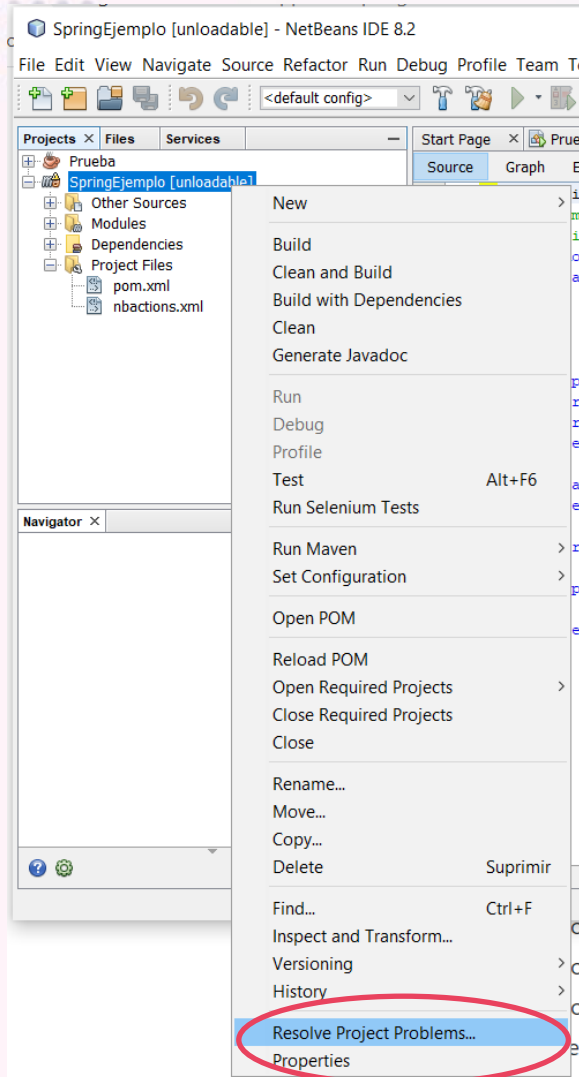 SpringEjemplo [unloadable] - NetBeans IDE 8.2
File Edit View Navigate Source Refactor Run Debug Profile Team
<default config>
Projects Files Services
Start Page
Source Graph
Prueba
SpringEjemplo [unloadable]
Other Sources
Modules
Dependencies
Project Files
pom.xml
nbactions.xml
Navigator
New
Build
Clean and Build
Build with Dependencies
Clean
Generate Javadoc
Run
Debug
Profile
Test Alt+F6
Run Selenium Tests
Run Maven
Set Configuration
Open POM
Reload POM
Open Required Projects
Close Required Projects
Close
Rename...
Move...
Copy...
Delete Suprimir
Find... Ctrl+F
Inspect and Transform...
Versioning
History
Resolve Project Problems...
Properties